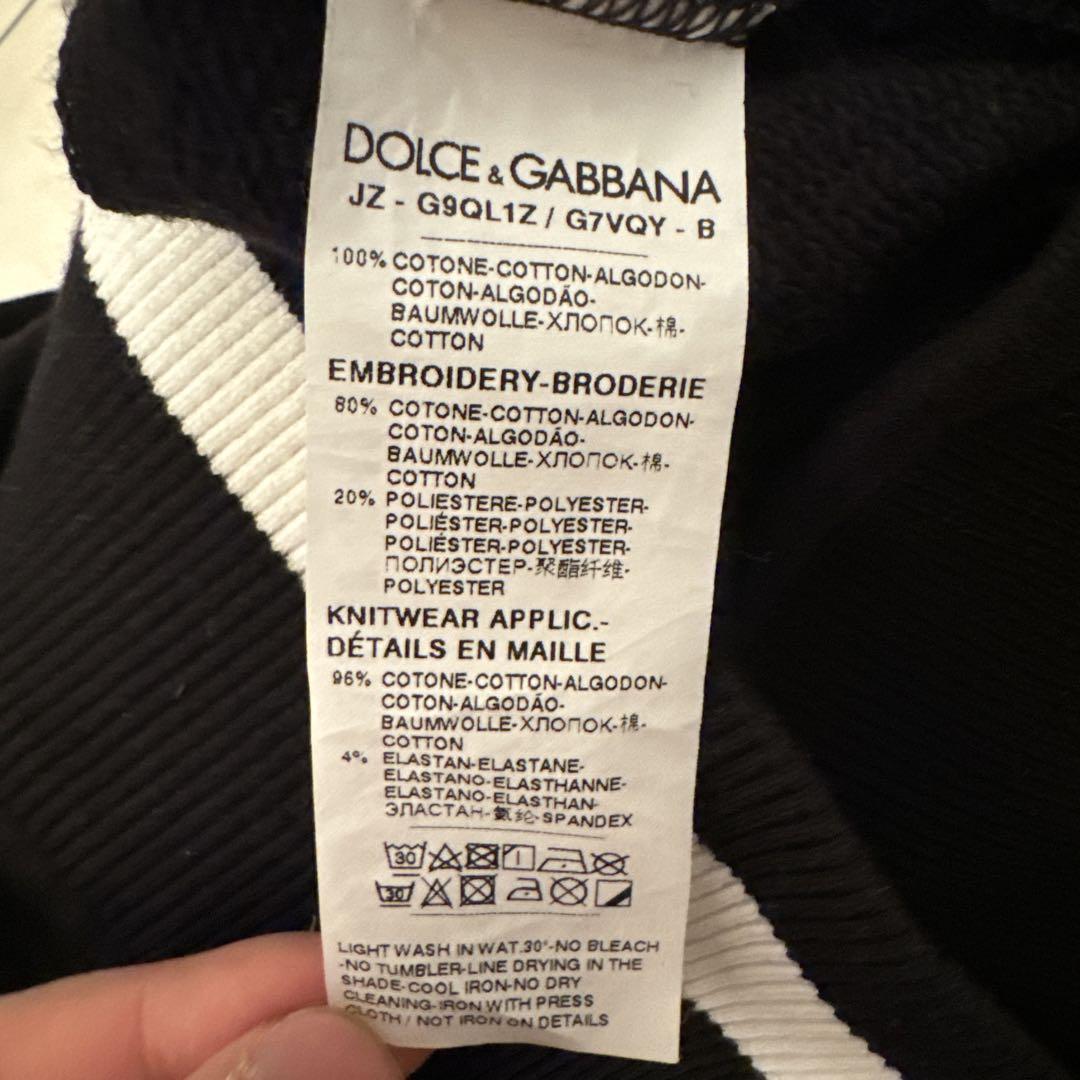 DOLCE & GABBANA
JZ - G9QL1Z / G7VQY - B
100% COTONE-COTTON-ALGODON-
COTON-ALGODÃO-
BAUMWOLLE-ХЛОПОК-棉-
COTTON
EMBROIDERY-BRODERIE
80% COTONE-COTTON-ALGODON-
COTON-ALGODÃO-
BAUMWOLLE-ХЛОПОК-棉-
COTTON
20% POLIESTERE-POLYESTER-
POLIÉSTER-POLYESTER-
POLIÉSTER-POLYESTER-
ПОЛИЭСТЕР-聚酯纤维-
POLYESTER
KNITWEAR APPLIC.-
DÉTAILS EN MAILLE
96% COTONE-COTTON-ALGODON-
COTON-ALGODÃO-
BAUMWOLLE-ХЛОПОК-棉-
COTTON
4% ELASTAN-ELASTANE-
ELASTANO-ELASTHANNE-
ELASTANO-ELASTHAN-
ЭЛАСТАН-氨纶-SPANDEX
30
30
LIGHT WASH IN WAT.30°-NO BLEACH
-NO TUMBLER-LINE DRYING IN THE
SHADE-COOL IRON-NO DRY
CLEANING-IRON WITH PRESS
CLOTH / NOT IRON ON DETAILS